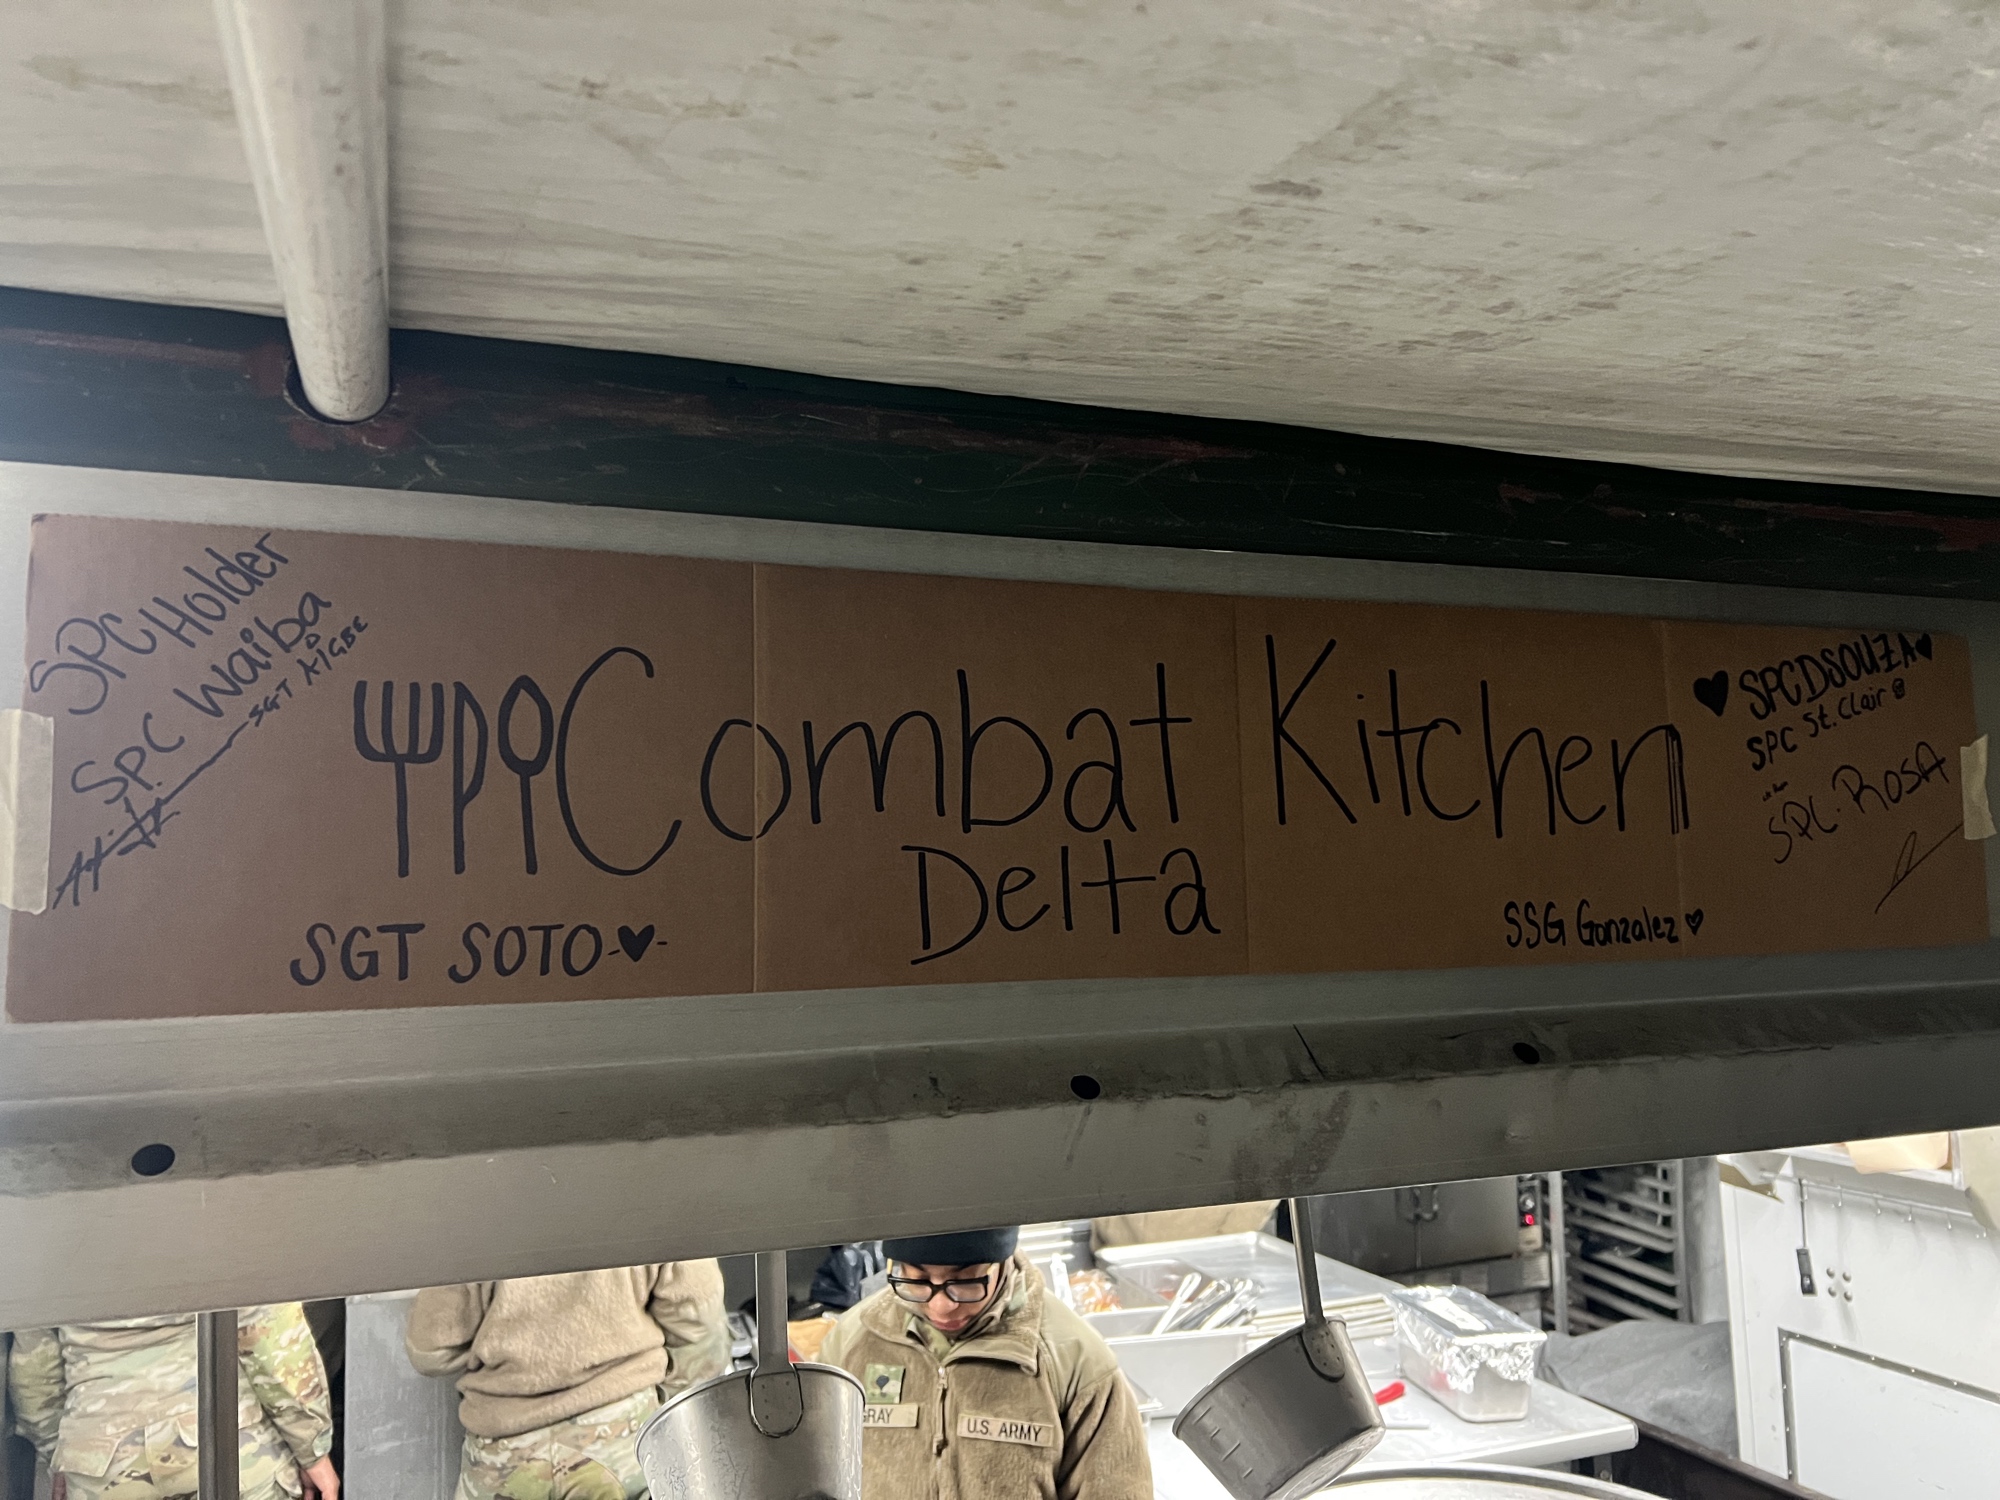 SPC Holder
SPC Waiba
SGT
Combat Kitchen
Delta
SGT SOTO
SPC DSOUZA
SPC St. Clair
SPC. ROSA
SSG Gonzalez
GRAY
U.S. ARMY